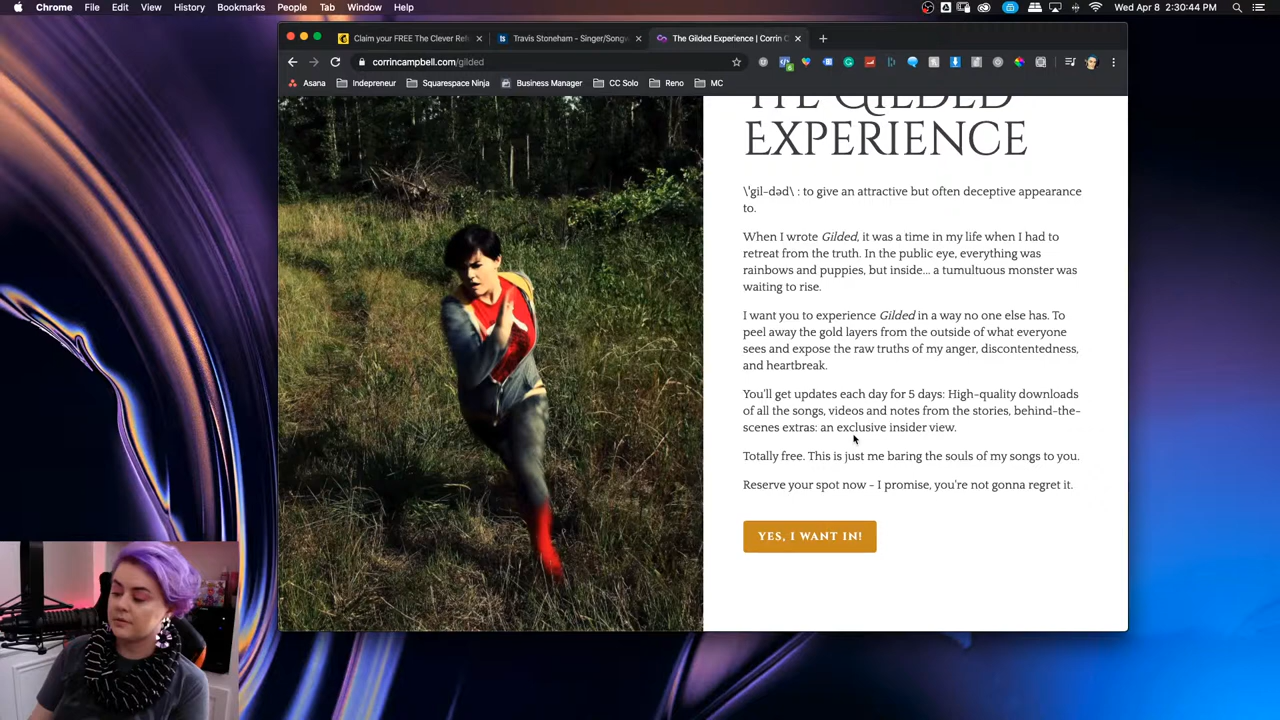 Chrome File Edit View History Bookmarks People Tab Window Help Wed Apr 8 2:30:44 PM
Claim your FREE The Clever Rel
Travis Stoneham - Singer/Songw
The Gilded Experience | Corrin C
corrincampbell.com/gilded
Asana Indepreneur Squarespace Ninja Business Manager CC Solo Reno MC
THE GILDED
EXPERIENCE
\'gil-dəd\ : to give an attractive but often deceptive appearance
to.
When I wrote Gilded, it was a time in my life when I had to
retreat from the truth. In the public eye, everything was
rainbows and puppies, but inside... a tumultuous monster was
waiting to rise.
I want you to experience Gilded in a way no one else has. To
peel away the gold layers from the outside of what everyone
sees and expose the raw truths of my anger, discontentedness,
and heartbreak.
You'll get updates each day for 5 days: High-quality downloads
of all the songs, videos and notes from the stories, behind-the-
scenes extras: an exclusive insider view.
Totally free. This is just me baring the souls of my songs to you.
Reserve your spot now - I promise, you're not gonna regret it.
YES, I WANT IN!